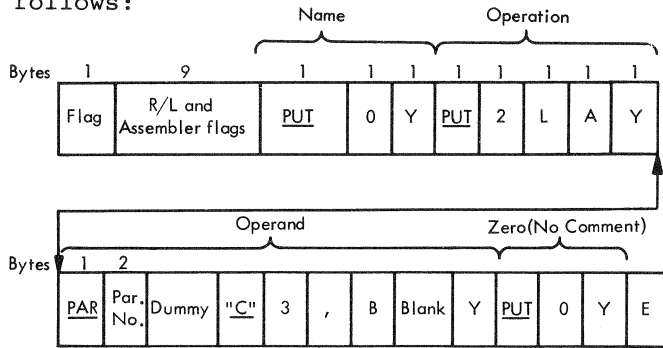 follows:
Name Operation
Bytes 1 9 1 1 1 1 1 1 1 1
Flag R/L and Assembler flags PUT 0 Y PUT 2 L A Y
Operand Zero(No Comment)
Bytes 1 2
PAR Par. No. Dummy "C" 3 , B Blank Y PUT 0 Y E